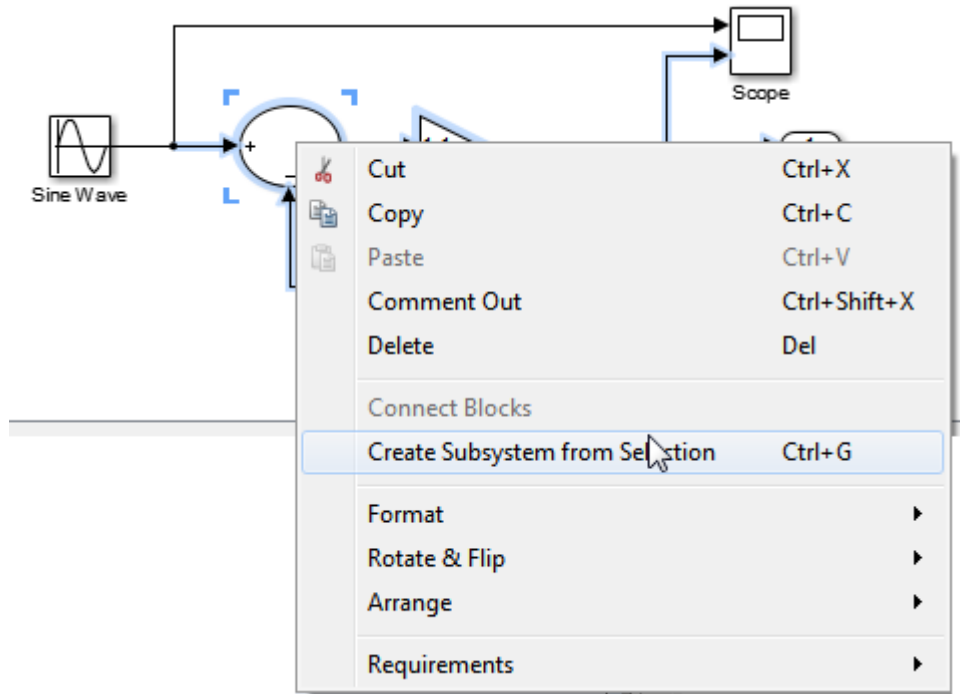 Scope
Sine Wave
+
Cut Ctrl+X
Copy Ctrl+C
Paste Ctrl+V
Comment Out Ctrl+Shift+X
Delete Del
Connect Blocks
Create Subsystem from Selection Ctrl+G
Format
Rotate & Flip
Arrange
Requirements